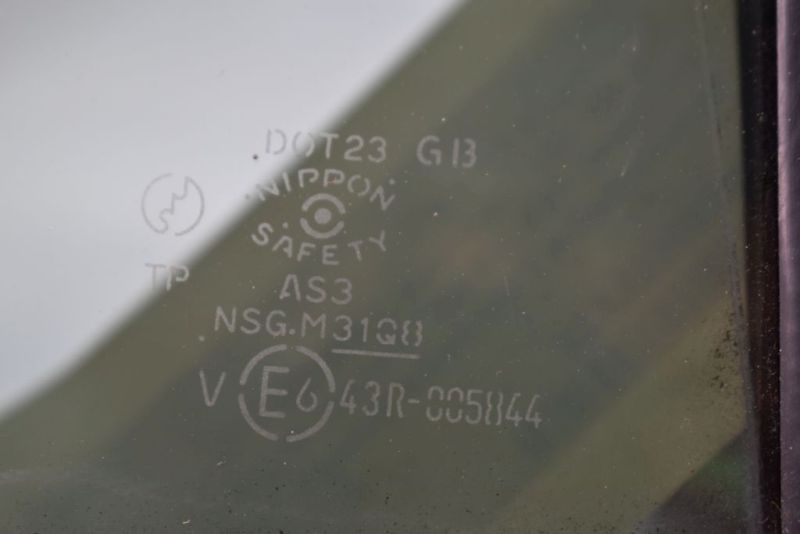 DOT23 GB
NIPPON
SAFETY
TP
AS3
NSG.M31Q8
V E6 43R-005844